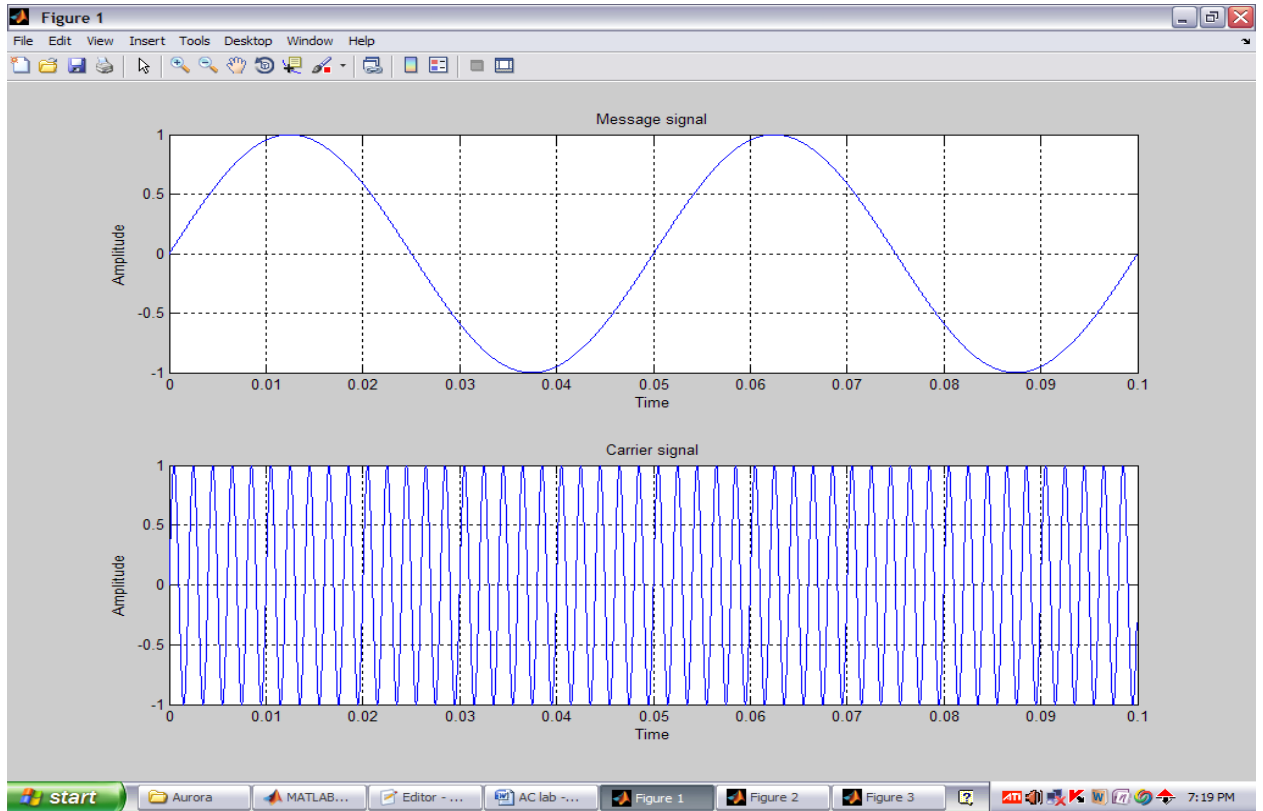 Figure 1
File Edit View Insert Tools Desktop Window Help
Message signal
1
0.5
0
-0.5
-1
Amplitude
0 0.01 0.02 0.03 0.04 0.05 0.06 0.07 0.08 0.09 0.1
Time
Carrier signal
1
0.5
0
-0.5
-1
Amplitude
0 0.01 0.02 0.03 0.04 0.05 0.06 0.07 0.08 0.09 0.1
Time
start Aurora MATLAB... Editor - ... AC lab -... Figure 1 Figure 2 Figure 3 ? ATI K W 7:19 PM